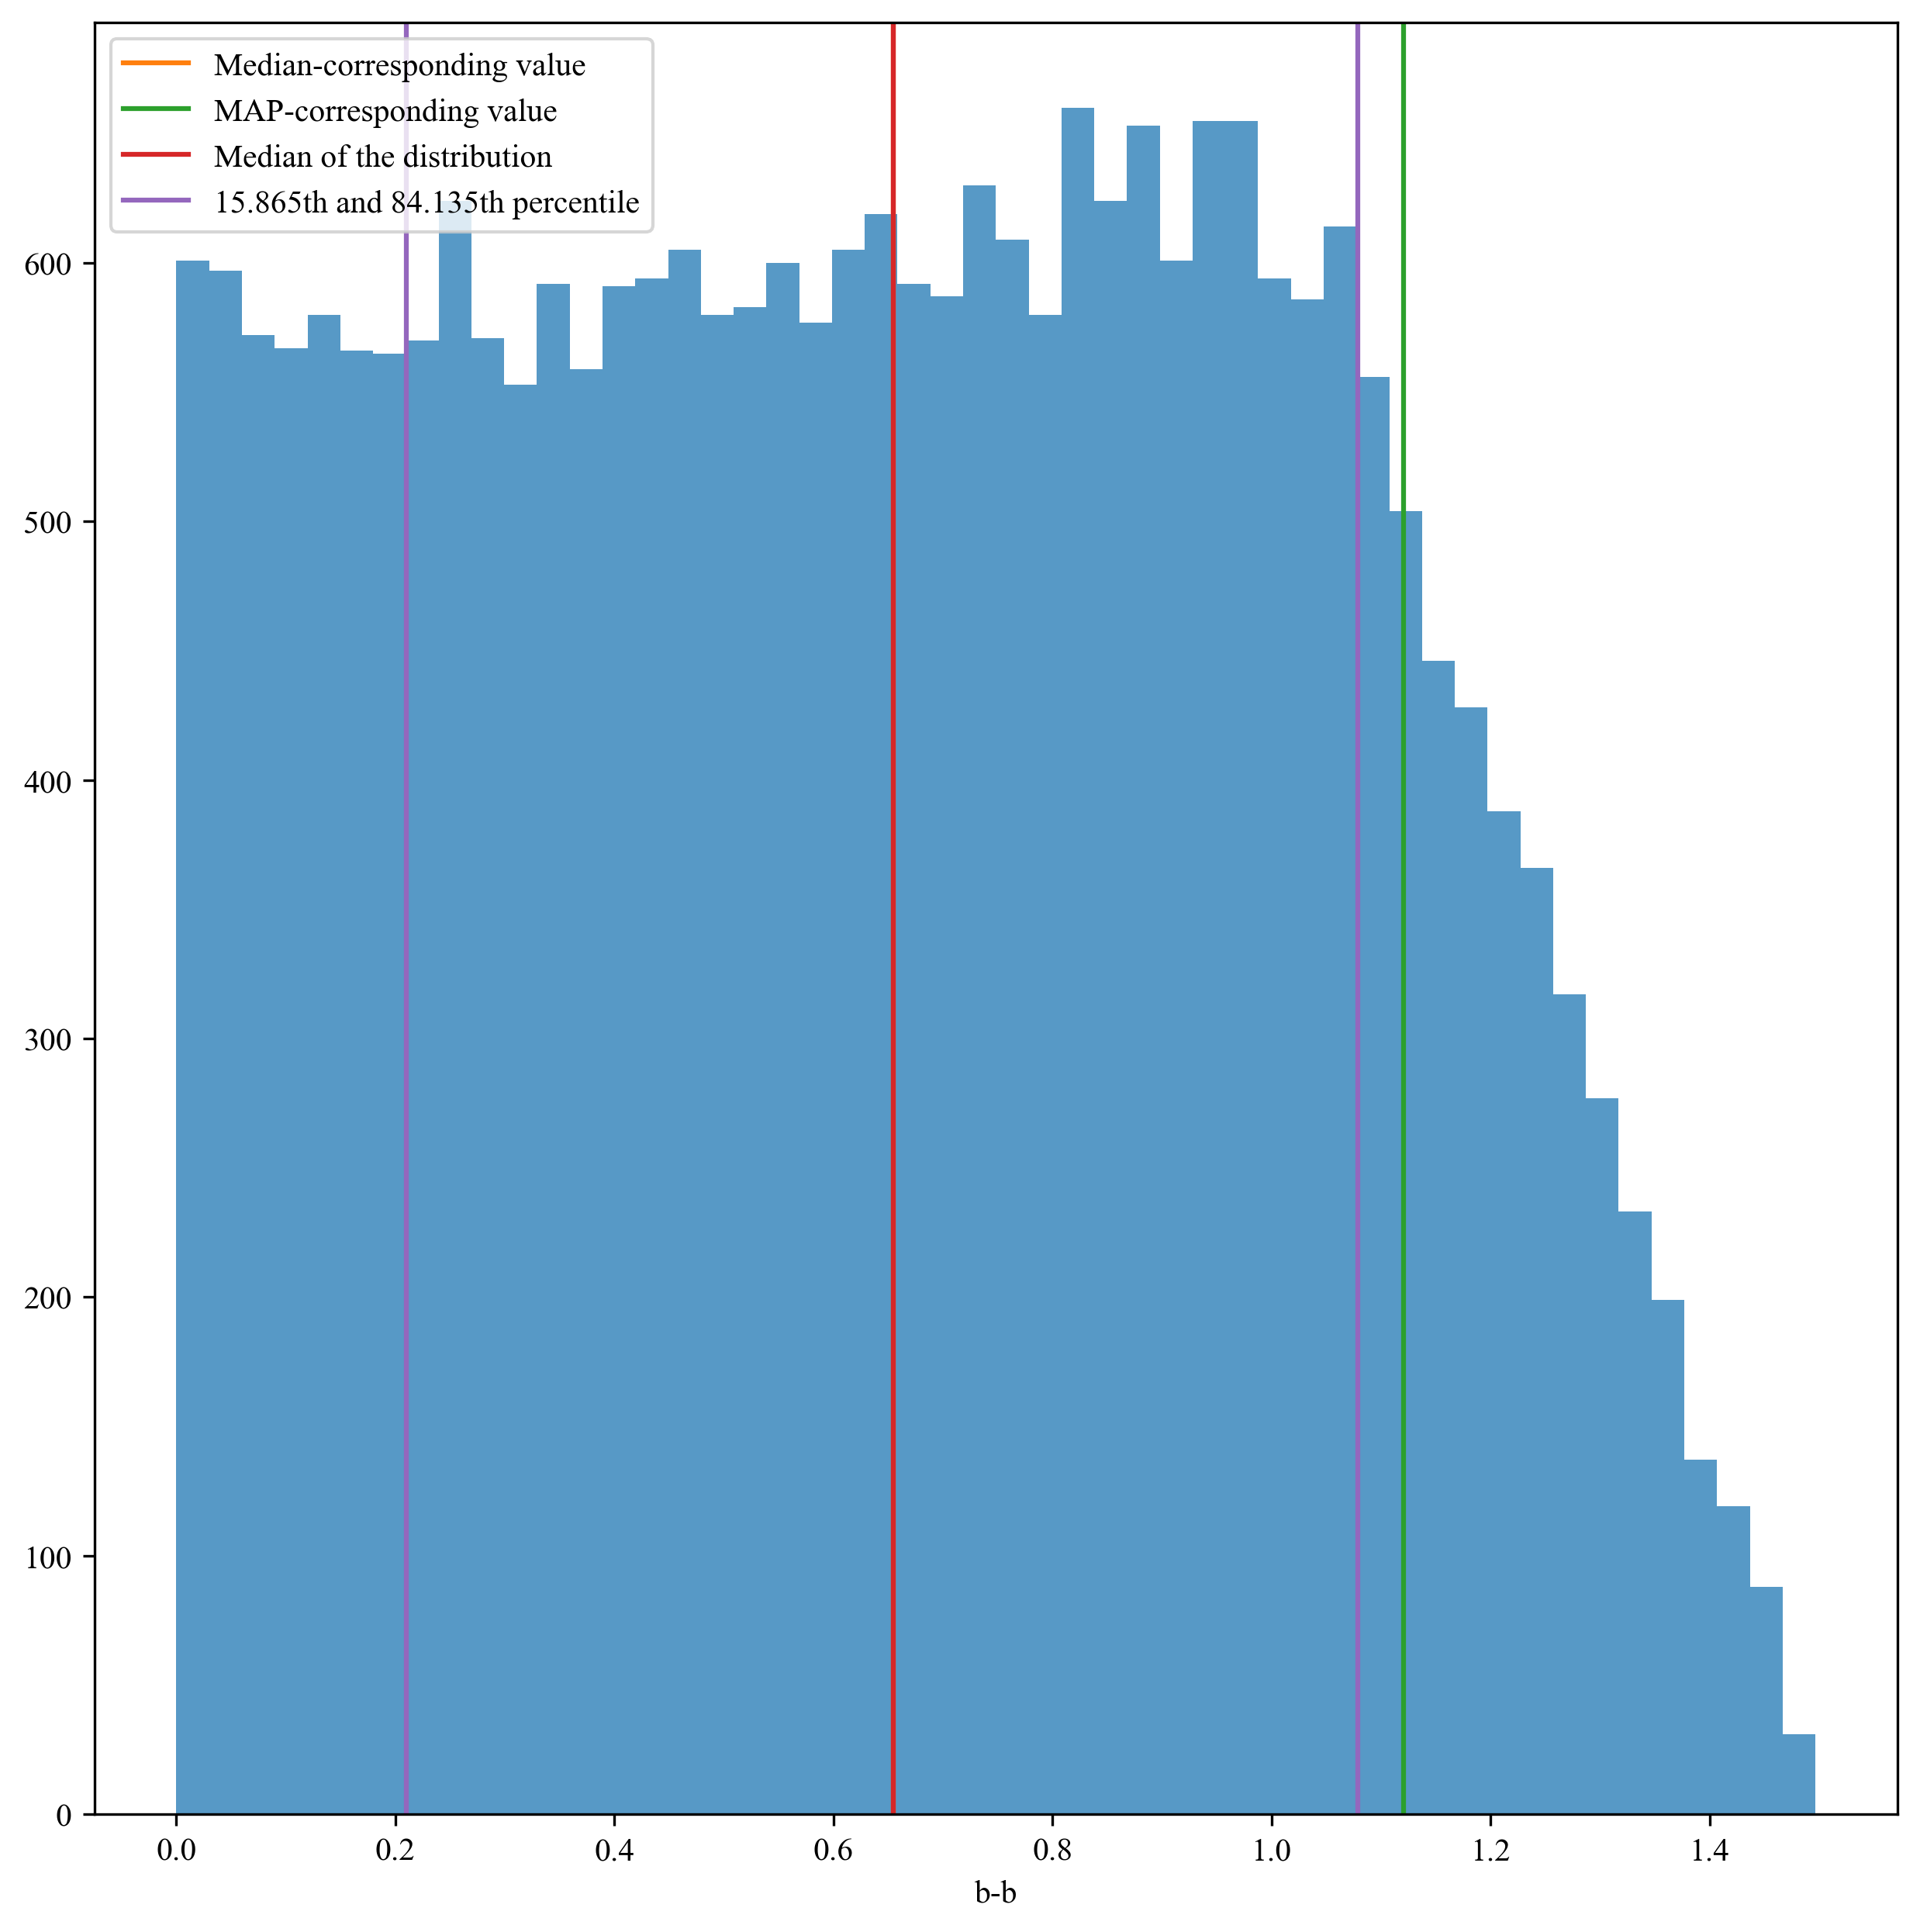 Median-corresponding value
MAP-corresponding value
Median of the distribution
15.865th and 84.135th percentile
600
500
400
300
200
100
0
0.0 0.2 0.4 0.6 0.8 1.0 1.2 1.4
b-b